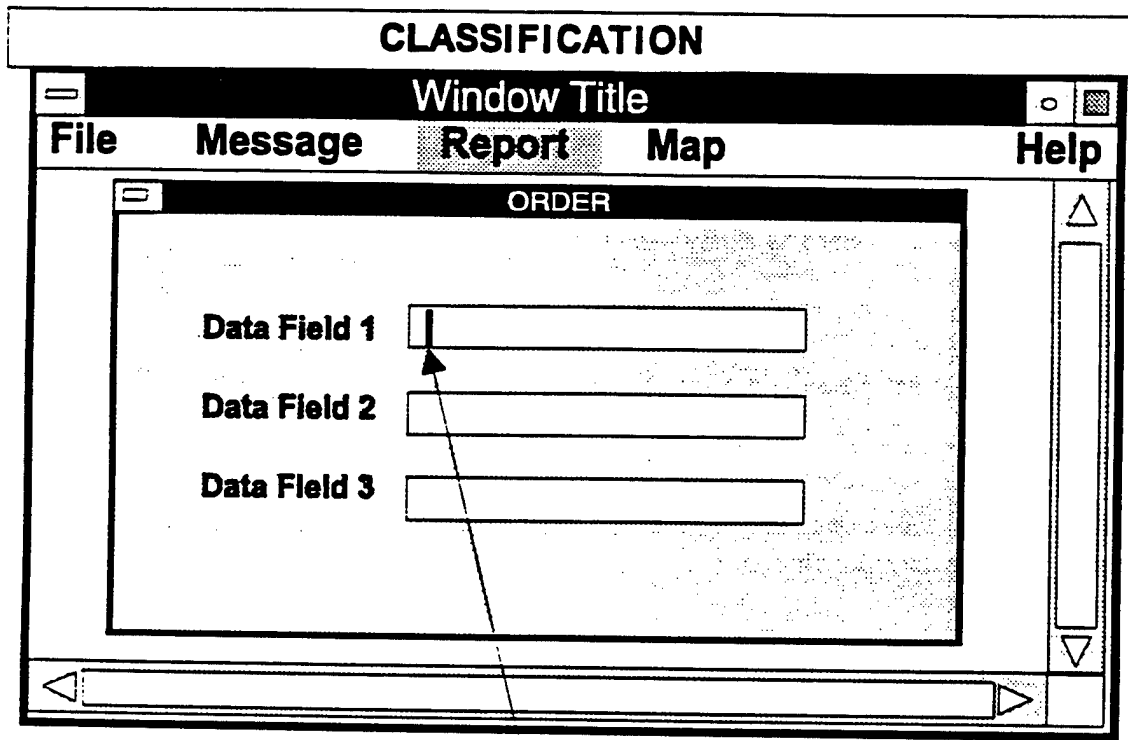 CLASSIFICATION
Window Title
File Message Report Map Help
ORDER
Data Field 1
Data Field 2
Data Field 3